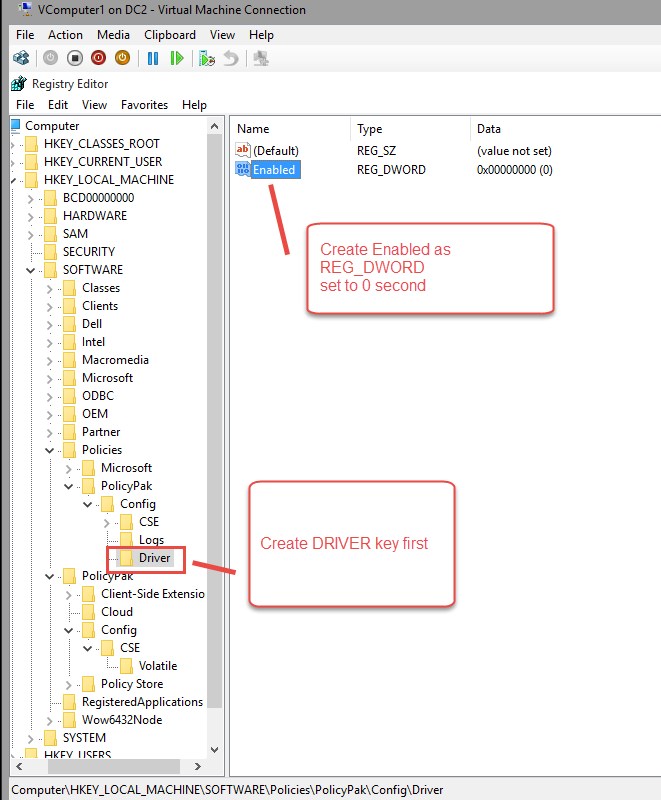 VComputer1 on DC2 - Virtual Machine Connection
File Action Media Clipboard View Help
Registry Editor
File Edit View Favorites Help
Computer
HKEY_CLASSES_ROOT
HKEY_CURRENT_USER
HKEY_LOCAL_MACHINE
BCD00000000
HARDWARE
SAM
SECURITY
SOFTWARE
Classes
Clients
Dell
Intel
Macromedia
Microsoft
ODBC
OEM
Partner
Policies
Microsoft
PolicyPak
Config
CSE
Logs
Driver
PolicyPak
Client-Side Extensio
Cloud
Config
CSE
Volatile
Policy Store
RegisteredApplications
Wow6432Node
SYSTEM
HKEY_USERS
Name Type Data
ab (Default) REG_SZ (value not set)
Enabled REG_DWORD 0x00000000 (0)
Create Enabled as
REG_DWORD
set to 0 second
Create DRIVER key first
Computer\HKEY_LOCAL_MACHINE\SOFTWARE\Policies\PolicyPak\Config\Driver